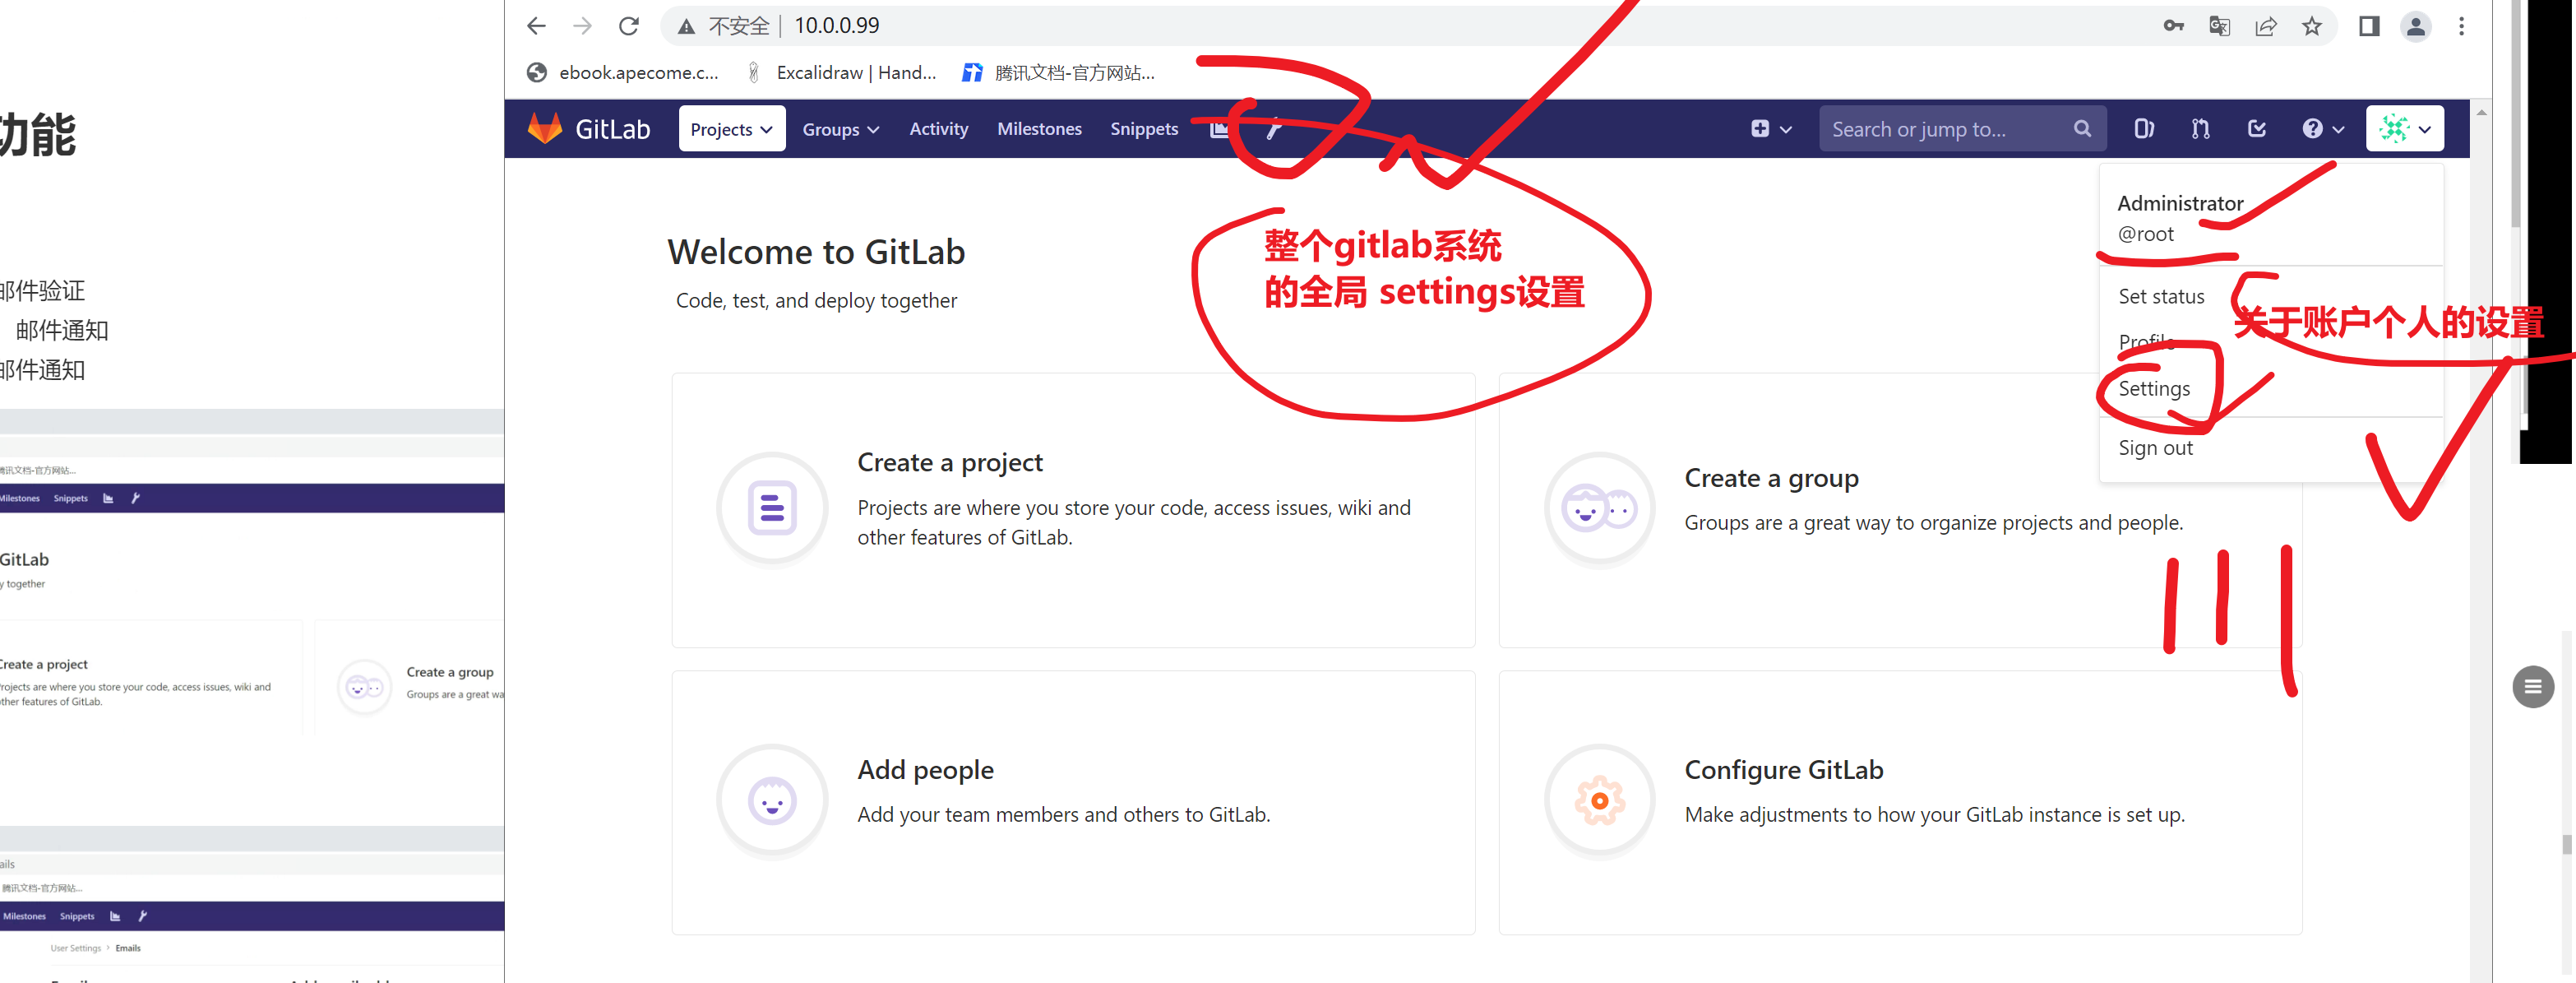 功能
邮件验证
邮件通知
邮件通知
腾讯文档-官方网站...
Milestones Snippets
GitLab
y together
Create a project
rojects are where you store your code, access issues, wiki and
ther features of GitLab.
Create a group
Groups are a great wa
ails
腾讯文档-官方网站...
Milestones Snippets
User Settings > Emails
不安全 | 10.0.0.99
ebook.apecome.c... Excalidraw | Hand... 腾讯文档-官方网站...
GitLab Projects Groups Activity Milestones Snippets Search or jump to...
Welcome to GitLab
Code, test, and deploy together
整个gitlab系统
的全局 settings设置
Administrator
@root
Set status
关于账户个人的设置
Profile
Settings
Sign out
Create a project
Projects are where you store your code, access issues, wiki and
other features of GitLab.
Create a group
Groups are a great way to organize projects and people.
Add people
Add your team members and others to GitLab.
Configure GitLab
Make adjustments to how your GitLab instance is set up.